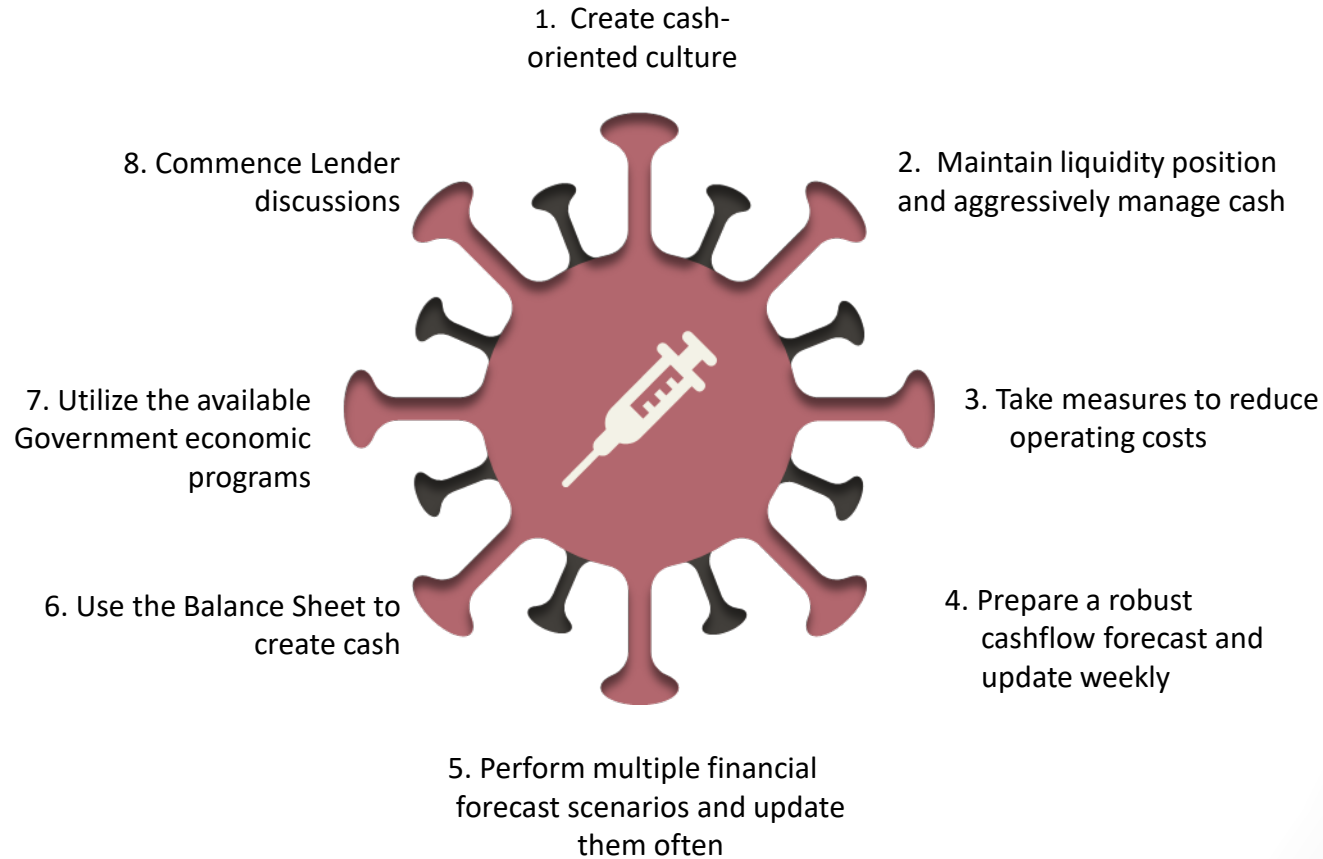 1. Create cash-
oriented culture
2. Maintain liquidity position
and aggressively manage cash
3. Take measures to reduce
operating costs
4. Prepare a robust
cashflow forecast and
update weekly
5. Perform multiple financial
forecast scenarios and update
them often
6. Use the Balance Sheet to
create cash
7. Utilize the available
Government economic
programs
8. Commence Lender
discussions